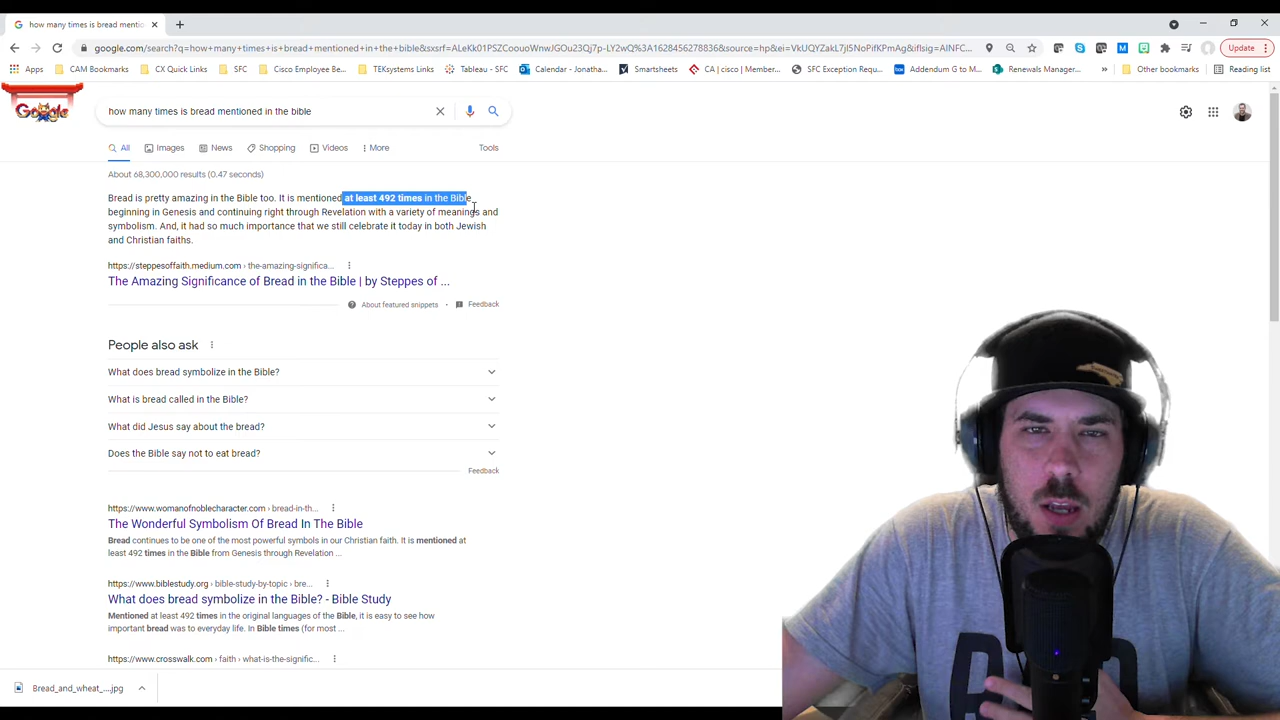 how many times is bread mentio
google.com/search?q=how+many+times+is+bread+mentioned+in+the+bible&sxsrf=ALeKk01PSZCoouoWnwJGOu23Qj7p-LY2wQ%3A1628456278836&source=hp&ei=VkUQYZakL7jI5NoPifKPmAg&iflsig=AINFC...
Update
Apps
CAM Bookmarks
CX Quick Links
SFC
Cisco Employee Be...
TEKsystems Links
Tableau - SFC
Calendar - Jonatha...
Smartsheets
CA | cisco | Member...
SFC Exception Requ...
Addendum G to M...
Renewals Manager...
»
Other bookmarks
Reading list
Google
how many times is bread mentioned in the bible
All
Images
News
Shopping
Videos
More
Tools
About 68,300,000 results (0.47 seconds)
Bread is pretty amazing in the Bible too. It is mentioned at least 492 times in the Bible
beginning in Genesis and continuing right through Revelation with a variety of meanings and
symbolism. And, it had so much importance that we still celebrate it today in both Jewish
and Christian faiths.
https://steppesoffaith.medium.com › the-amazing-significa...
The Amazing Significance of Bread in the Bible | by Steppes of ...
About featured snippets
Feedback
People also ask
What does bread symbolize in the Bible?
What is bread called in the Bible?
What did Jesus say about the bread?
Does the Bible say not to eat bread?
Feedback
https://www.womanofnoblecharacter.com › bread-in-th...
The Wonderful Symbolism Of Bread In The Bible
Bread continues to be one of the most powerful symbols in our Christian faith. It is mentioned at
least 492 times in the Bible from Genesis through Revelation ...
https://www.biblestudy.org › bible-study-by-topic › bre...
What does bread symbolize in the Bible? - Bible Study
Mentioned at least 492 times in the original languages of the Bible, it is easy to see how
important bread was to everyday life. In Bible times (for most ...
https://www.crosswalk.com › faith › what-is-the-signific...
Bread_and_wheat_....jpg